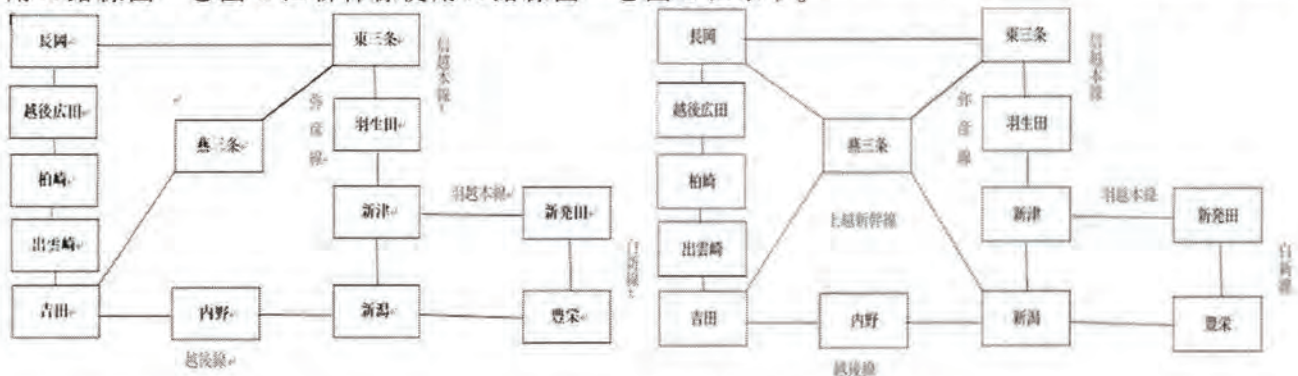 長岡
東三条
信越本線
越後広田
弥彦線
羽生田
燕三条
柏崎
新津
羽越本線
新発田
出雲崎
白新線
吉田
内野
新潟
豊栄
越後線
長岡
東三条
信越本線
越後広田
弥彦線
羽生田
燕三条
柏崎
新津
羽越本線
新発田
上越新幹線
出雲崎
白新線
吉田
内野
新潟
豊栄
越後線